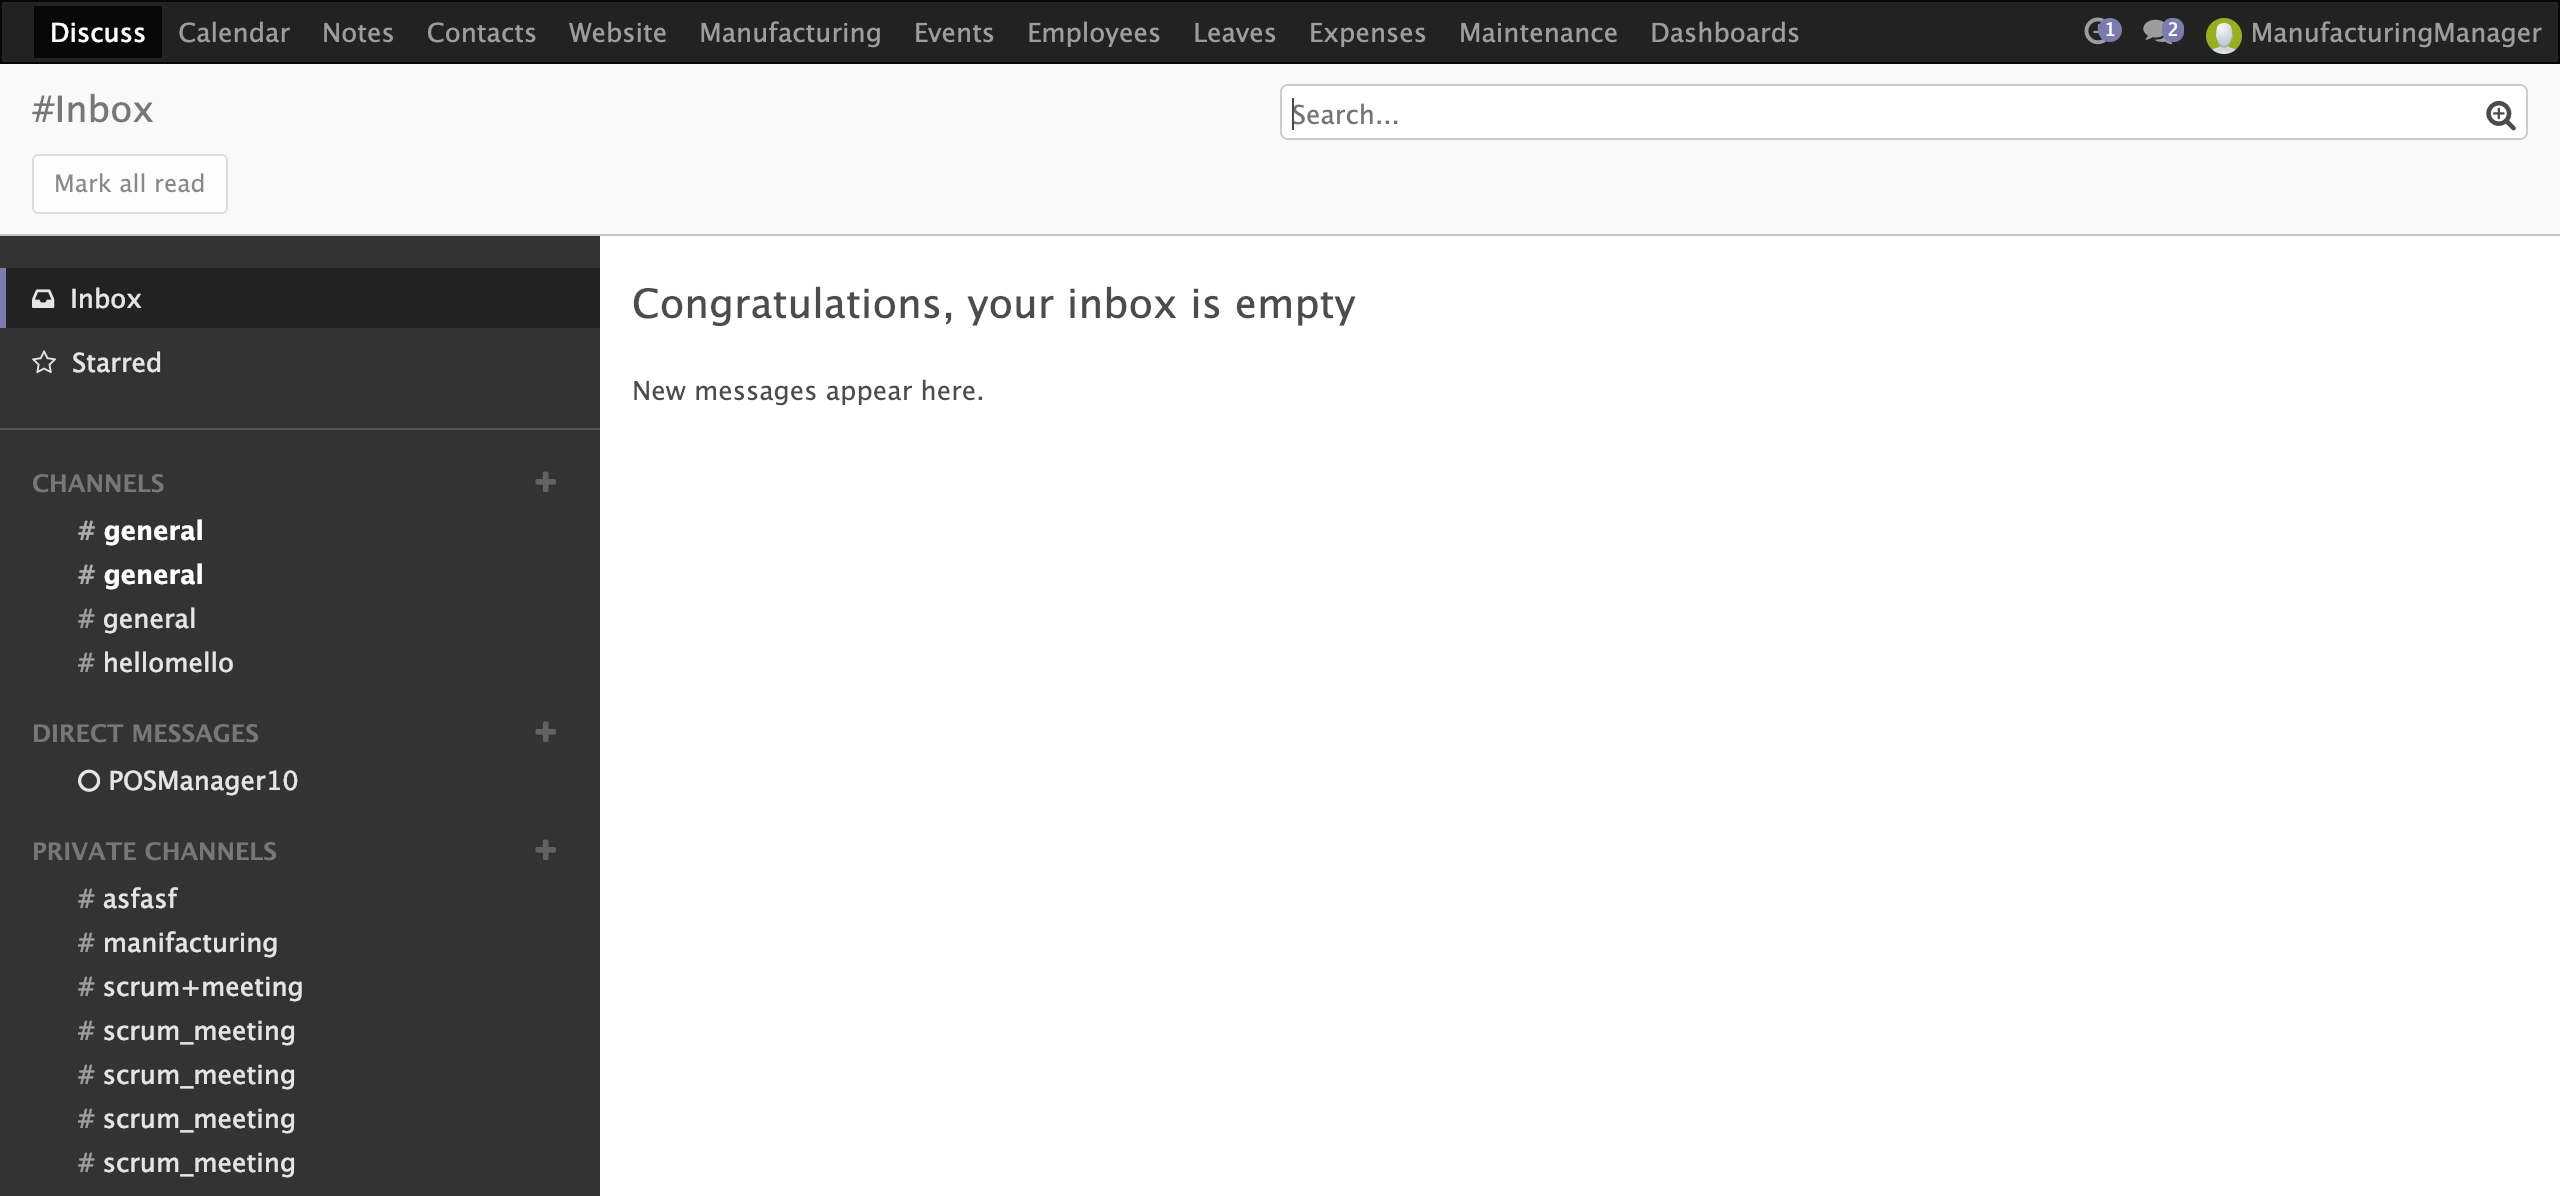 Discuss Calendar Notes Contacts Website Manufacturing Events Employees Leaves Expenses Maintenance Dashboards 1 2 ManufacturingManager
#Inbox
Search...
Mark all read
Inbox
Starred
Congratulations, your inbox is empty
New messages appear here.
CHANNELS
# general
# general
# general
# hellomello
DIRECT MESSAGES
POSManager10
PRIVATE CHANNELS
# asfasf
# manifacturing
# scrum+meeting
# scrum_meeting
# scrum_meeting
# scrum_meeting
# scrum_meeting